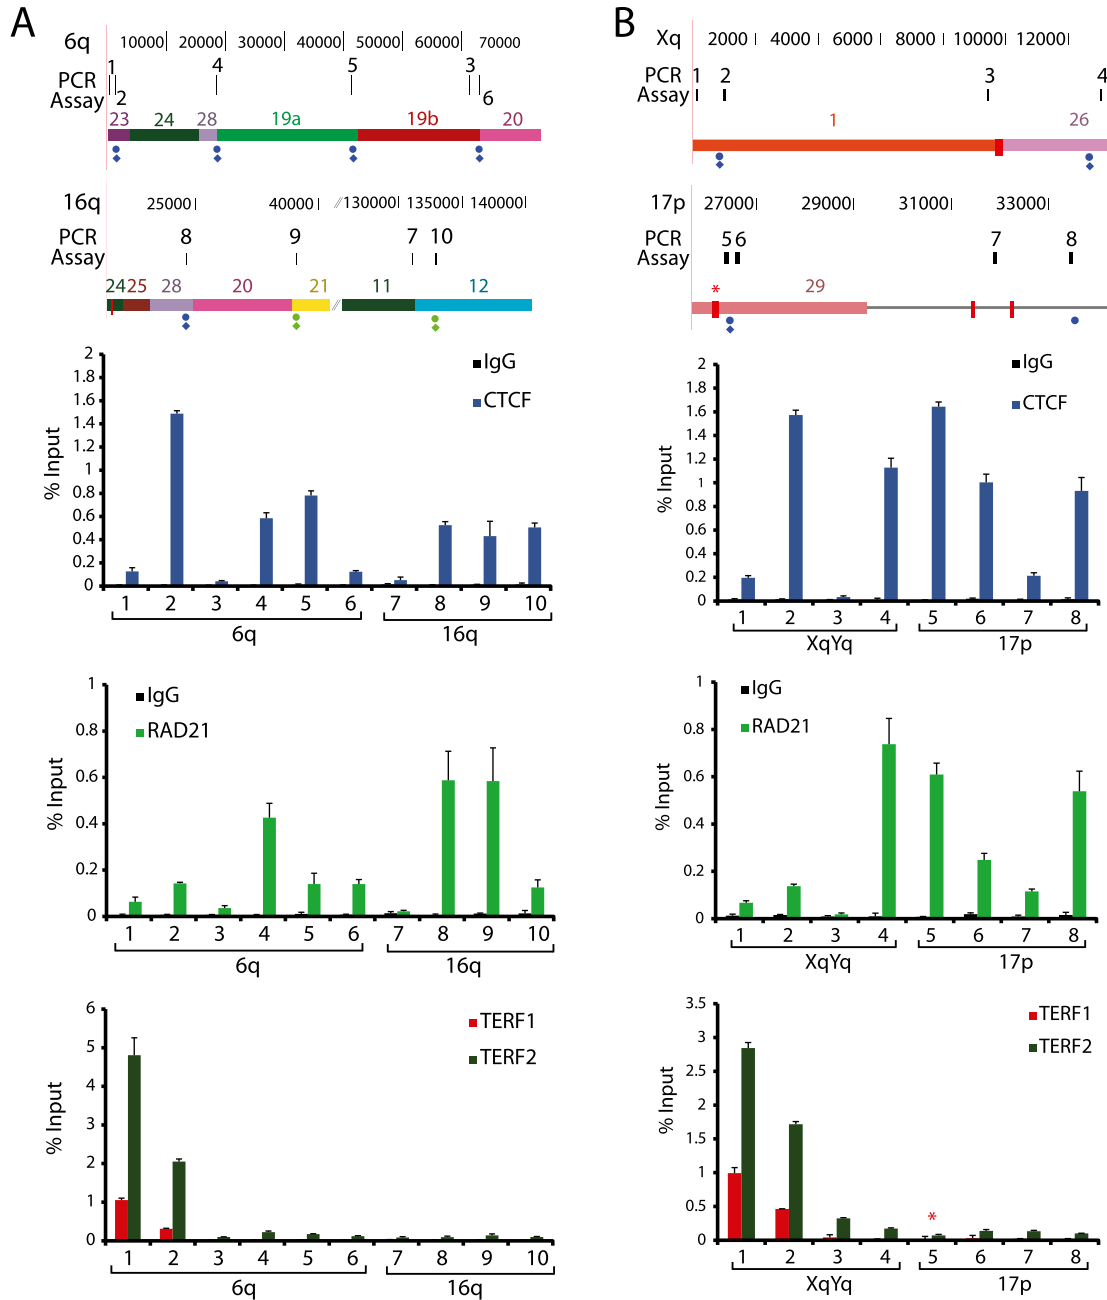 A
6q 10000 20000 30000 40000 50000 60000 70000
1 4 5 3
PCR
Assay
2 6
23 24 28 19a 19b 20
16q 25000 40000 // 130000 135000 140000
PCR
Assay
8 9 7 10
24 25 28 20 21 // 11 12
IgG
CTCF
% Input
2
1.8
1.6
1.4
1.2
1
0.8
0.6
0.4
0.2
0
1 2 3 4 5 6 7 8 9 10
6q 16q
IgG
RAD21
% Input
1
0.8
0.6
0.4
0.2
0
1 2 3 4 5 6 7 8 9 10
6q 16q
TERF1
TERF2
% Input
6
5
4
3
2
1
0
1 2 3 4 5 6 7 8 9 10
6q 16q
B
Xq 2000 4000 6000 8000 10000 12000
PCR
Assay
1 2 3 4
1 26
17p 27000 29000 31000 33000
PCR
Assay
5 6 7 8
* 29
IgG
CTCF
% Input
2
1.8
1.6
1.4
1.2
1
0.8
0.6
0.4
0.2
0
1 2 3 4 5 6 7 8
XqYq 17p
IgG
RAD21
% Input
1
0.8
0.6
0.4
0.2
0
1 2 3 4 5 6 7 8
XqYq 17p
TERF1
TERF2
% Input
3.5
3
2.5
2
1.5
1
0.5
0
*
1 2 3 4 5 6 7 8
XqYq 17p